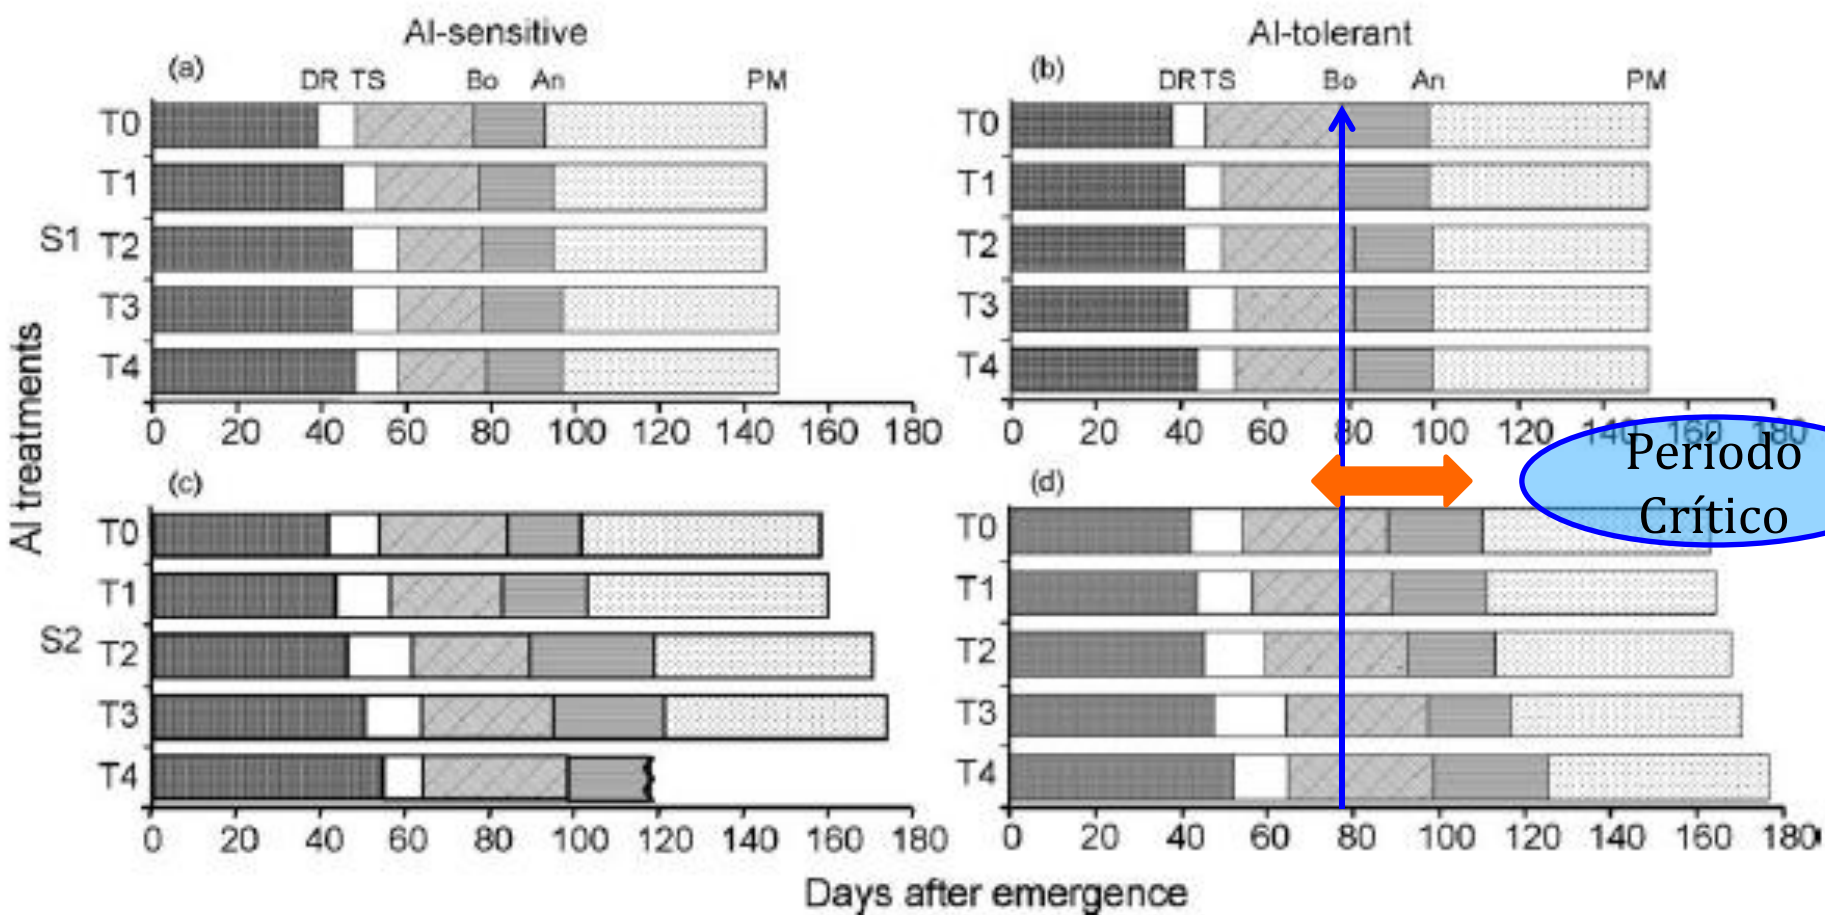 Al-sensitive
(a)
DR TS Bo An PM
T0
T1
S1 T2
T3
T4
0 20 40 60 80 100 120 140 160 180
Al-tolerant
(b)
DR TS Bo An PM
T0
T1
T2
T3
T4
0 20 40 60 80 100 120 140 160 180
Período
Crítico
Al treatments
(c)
T0
T1
S2 T2
T3
T4
0 20 40 60 80 100 120 140 160 180
(d)
T0
T1
T2
T3
T4
0 20 40 60 80 100 120 140 160 180
Days after emergence